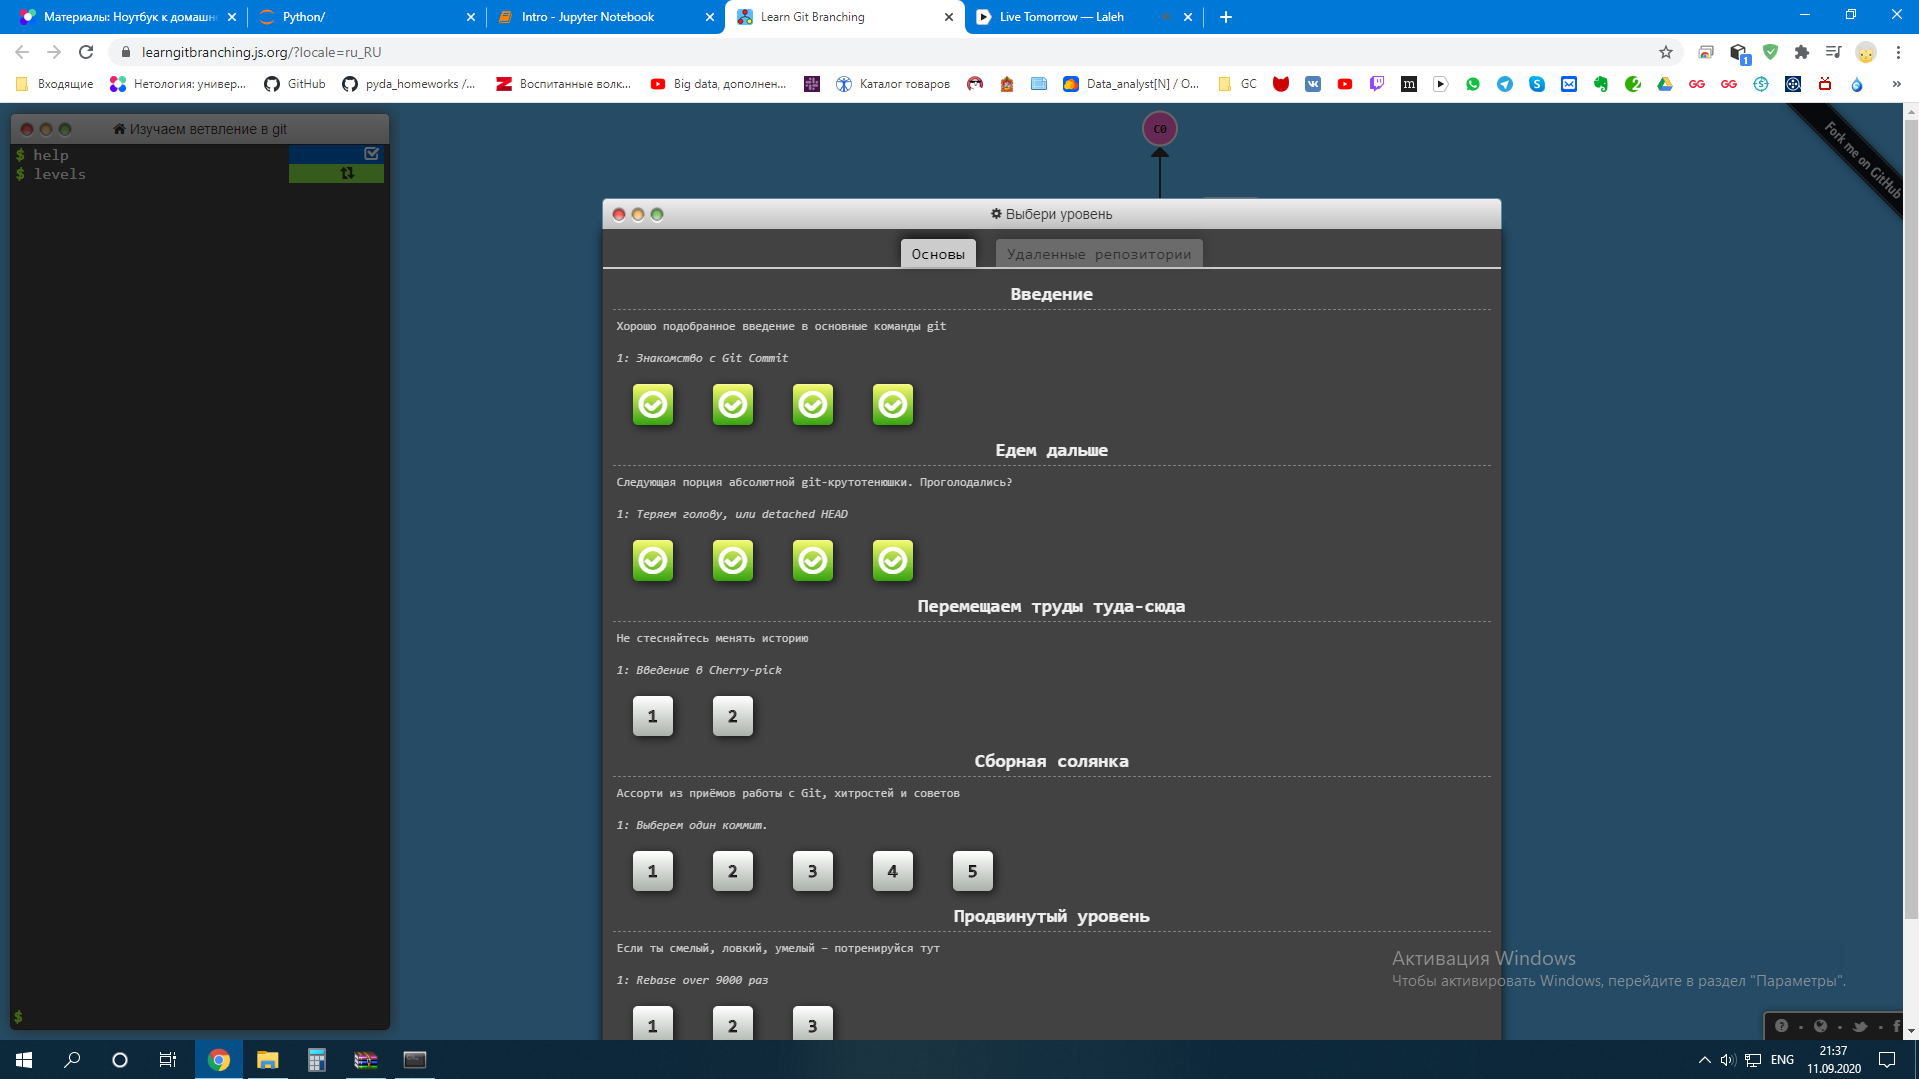 Материалы: Ноутбук к домашн
Python/
Intro - Jupyter Notebook
Learn Git Branching
Live Tomorrow — Laleh
learngitbranching.js.org/?locale=ru_RU
Входящие
Нетология: универ...
GitHub
pyda_homeworks /...
Воспитанные волк...
Big data, дополнен...
Каталог товаров
Data_analyst[N] / О...
GC
GG
GG
1
C0
Fork me on GitHub
Изучаем ветвление в git
$ help
$ levels
$
Выбери уровень
Основы
Удаленные репозитории
Введение
Хорошо подобранное введение в основные команды git
1: Знакомство с Git Commit
Едем дальше
Следующая порция абсолютной git-крутотенюшки. Проголодались?
1: Теряем голову, или detached HEAD
Перемещаем труды туда-сюда
Не стесняйтесь менять историю
1: Введение в Cherry-pick
1 2
Сборная солянка
Ассорти из приёмов работы с Git, хитростей и советов
1: Выберем один коммит.
1 2 3 4 5
Продвинутый уровень
Если ты смелый, ловкий, умелый – потренируйся тут
1: Rebase over 9000 раз
1 2 3
Активация Windows
Чтобы активировать Windows, перейдите в раздел "Параметры".
ENG
21:37
11.09.2020